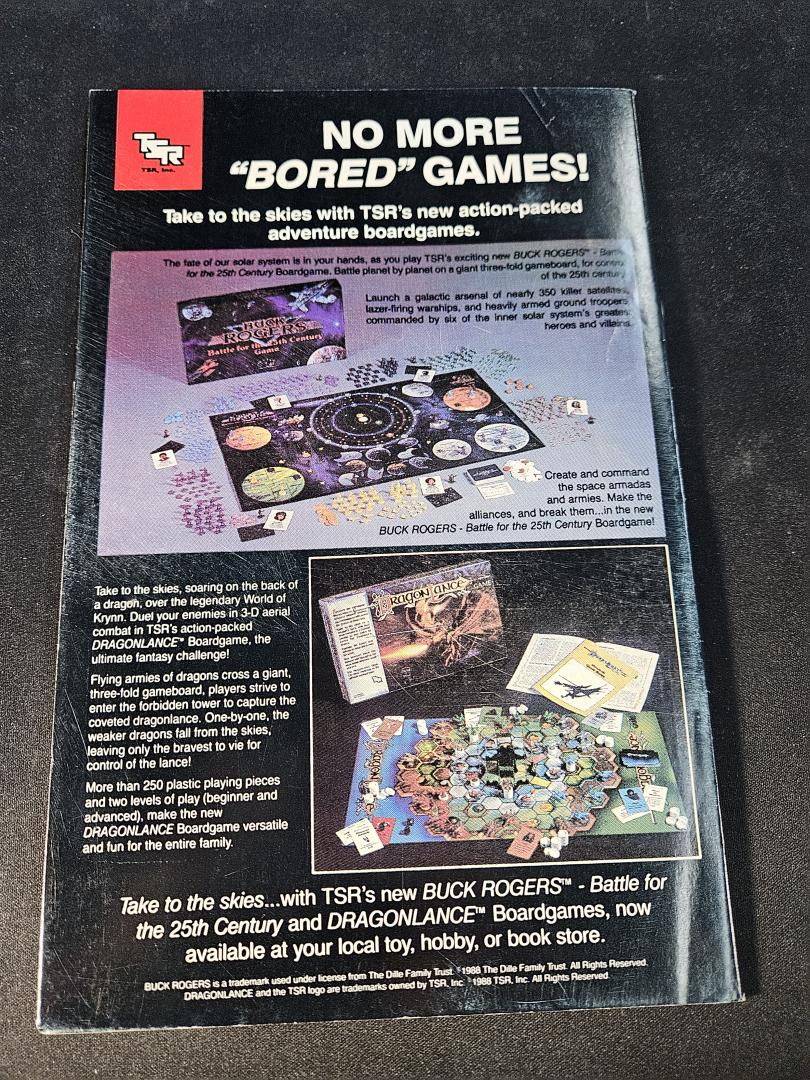 TSR
TSR, Inc.
NO MORE
“BORED” GAMES!
Take to the skies with TSR's new action-packed
adventure boardgames.
The fate of our solar system is in your hands, as you play TSR's exciting new BUCK ROGERS™ -
for the 25th Century Boardgame. Battle planet by planet on a giant three-fold gameboard, for
of the 25th century.
Launch a galactic arsenal of nearly 350 killer satellites,
lazer-firing warships, and heavily armed ground troopers
commanded by six of the inner solar system's greatest
heroes and villains.
BUCK
ROGERS
Battle for the 25th Century
Game
Create and command
the space armadas
and armies. Make the
alliances, and break them...in the new
BUCK ROGERS - Battle for the 25th Century Boardgame!
Take to the skies, soaring on the back of
a dragon, over the legendary World of
Krynn. Duel your enemies in 3-D aerial
combat in TSR's action-packed
DRAGONLANCE™ Boardgame, the
ultimate fantasy challenge!
Flying armies of dragons cross a giant,
three-fold gameboard, players strive to
enter the forbidden tower to capture the
coveted dragonlance. One-by-one, the
weaker dragons fall from the skies,
leaving only the bravest to vie for
control of the lance!
More than 250 plastic playing pieces
and two levels of play (beginner and
advanced), make the new
DRAGONLANCE Boardgame versatile
and fun for the entire family.
DRAGONLANCE
GAME
Take to the skies...with TSR's new BUCK ROGERS™ - Battle for
the 25th Century and DRAGONLANCE™ Boardgames, now
available at your local toy, hobby, or book store.
BUCK ROGERS is a trademark used under license from The Dille Family Trust. ©1988 The Dille Family Trust. All Rights Reserved.
DRAGONLANCE and the TSR logo are trademarks owned by TSR, Inc. ©1988 TSR, Inc. All Rights Reserved.